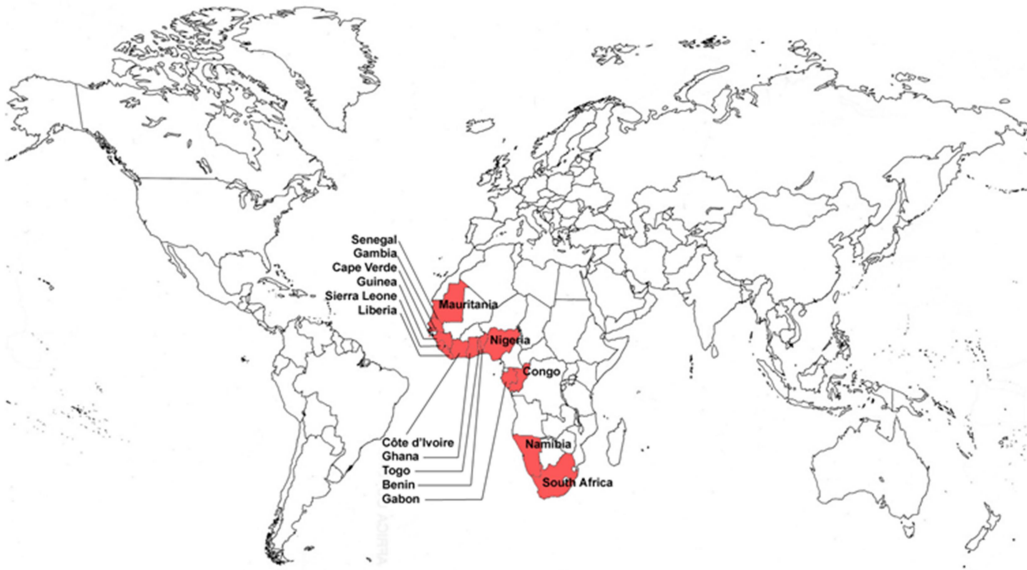 Senegal
Gambia
Cape Verde
Guinea
Sierra Leone
Liberia
Mauritania
Nigeria
Congo
Côte d'Ivoire
Ghana
Togo
Benin
Gabon
Namibia
South Africa